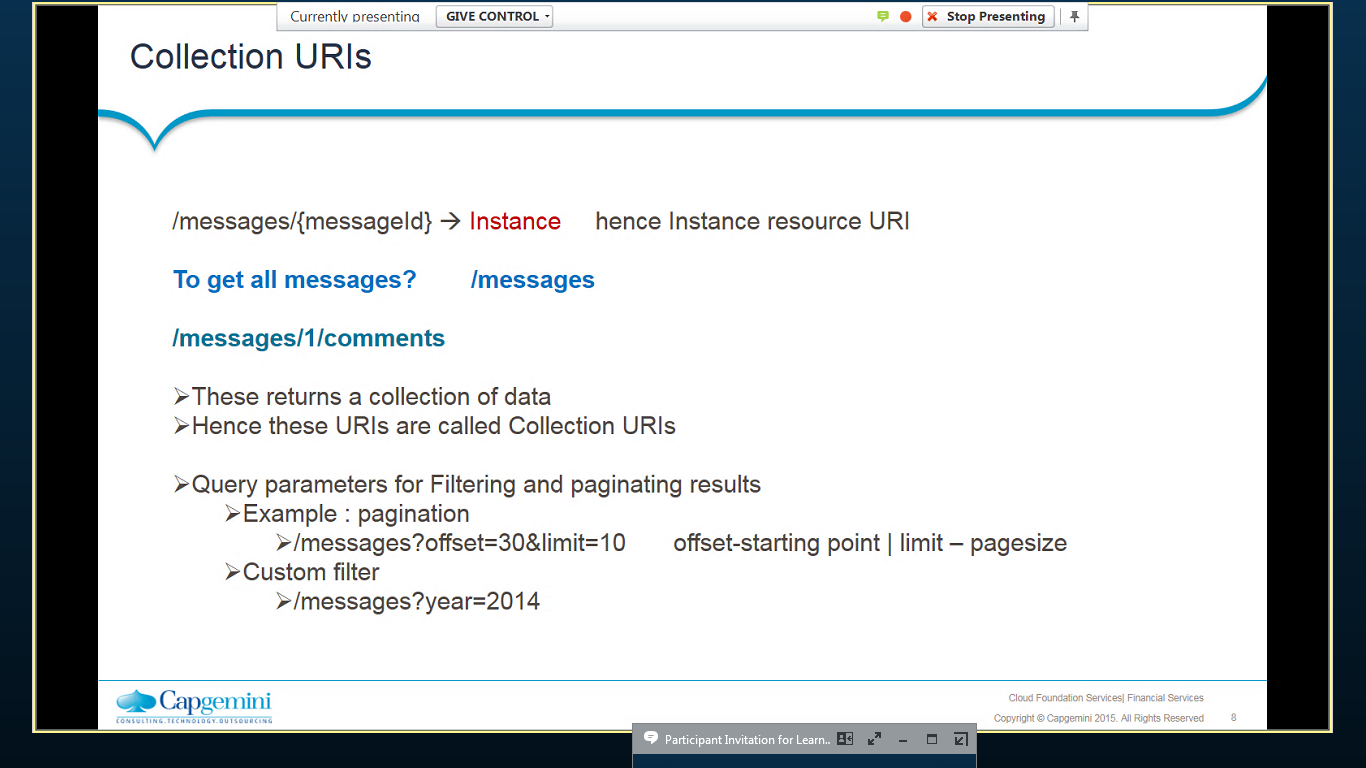 Currently presenting GIVE CONTROL Stop Presenting
Collection URIs
/messages/{messageId} → Instance hence Instance resource URI
To get all messages? /messages
/messages/1/comments
➢These returns a collection of data
➢Hence these URIs are called Collection URIs
➢Query parameters for Filtering and paginating results
➢Example : pagination
➢/messages?offset=30&limit=10 offset-starting point | limit – pagesize
➢Custom filter
➢/messages?year=2014
Capgemini
CONSULTING.TECHNOLOGY.OUTSOURCING
Cloud Foundation Services| Financial Services
Copyright © Capgemini 2015. All Rights Reserved 8
Participant Invitation for Learn..